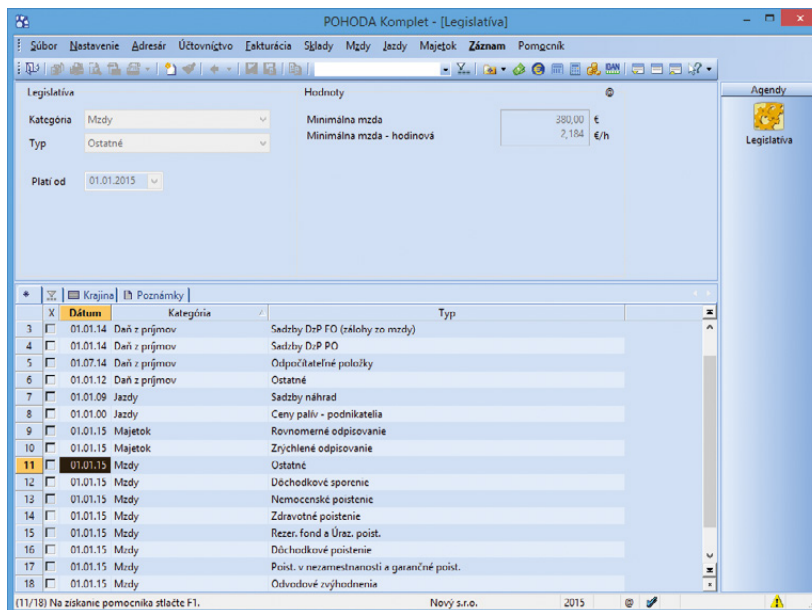 POHODA Komplet - [Legislatíva]
Súbor Nastavenie Adresár Účtovníctvo Fakturácia Sklady Mzdy Jazdy Majetok Záznam Pomocník
Legislatíva
Hodnoty
@
Agendy
Kategória Mzdy
Minimálna mzda 380,00 €
Typ Ostatné
Minimálna mzda - hodinová 2,184 €/h
Legislatíva
Platí od 01.01.2015
* Krajina Poznámky
X Dátum Kategória Typ
3 01.01.14 Daň z príjmov Sadzby DzP FO (zálohy zo mzdy)
4 01.01.14 Daň z príjmov Sadzby DzP PO
5 01.07.14 Daň z príjmov Odpočítateľné položky
6 01.01.12 Daň z príjmov Ostatné
7 01.01.09 Jazdy Sadzby náhrad
8 01.01.00 Jazdy Ceny palív - podnikatelia
9 01.01.15 Majetok Rovnomerné odpisovanie
10 01.01.15 Majetok Zrýchlené odpisovanie
11 01.01.15 Mzdy Ostatné
12 01.01.15 Mzdy Dôchodkové sporenie
13 01.01.15 Mzdy Nemocenské poistenie
14 01.01.15 Mzdy Zdravotné poistenie
15 01.01.15 Mzdy Rezer. fond a Úraz. poist.
16 01.01.15 Mzdy Dôchodkové poistenie
17 01.01.15 Mzdy Poist. v nezamestnanosti a garančné poist.
18 01.01.15 Mzdy Odvodové zvýhodnenia
(11/18) Na získanie pomocníka stlačte F1. Nový s.r.o. 2015 @